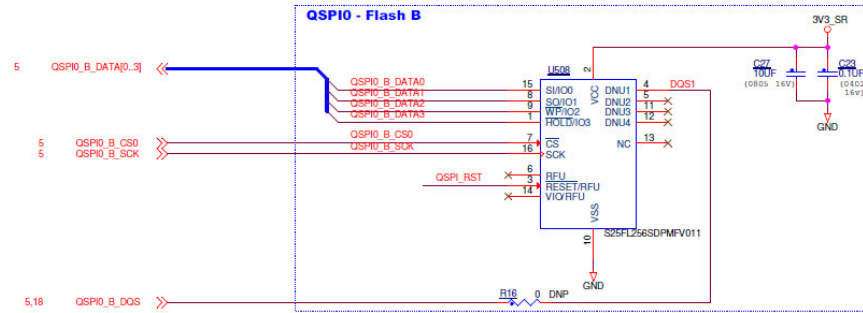 QSPI0 - Flash B
3V3_SR
5 QSPI0_B_DATA[0..3]
U508
C27
10UF
(0805 16V)
C23
0.1UF
(0402
16V)
GND
QSPI0_B_DATA0
QSPI0_B_DATA1
QSPI0_B_DATA2
QSPI0_B_DATA3
15 SI/IO0
8 SO/IO1
9 WP/IO2
1 HOLD/IO3
2 VCC
DNU1 4 DQS1
DNU2 5
DNU3 11
DNU4 12
NC 13
5 QSPI0_B_CS0 QSPI0_B_CS0 7 CS
5 QSPI0_B_SCK QSPI0_B_SCK 16 SCK
6 RFU
QSPI_RST 3 RESET/RFU
14 VIO/RFU
VSS 10
S25FL256SDPMFV011
GND
5,18 QSPI0_B_DQS
R16 0 DNP